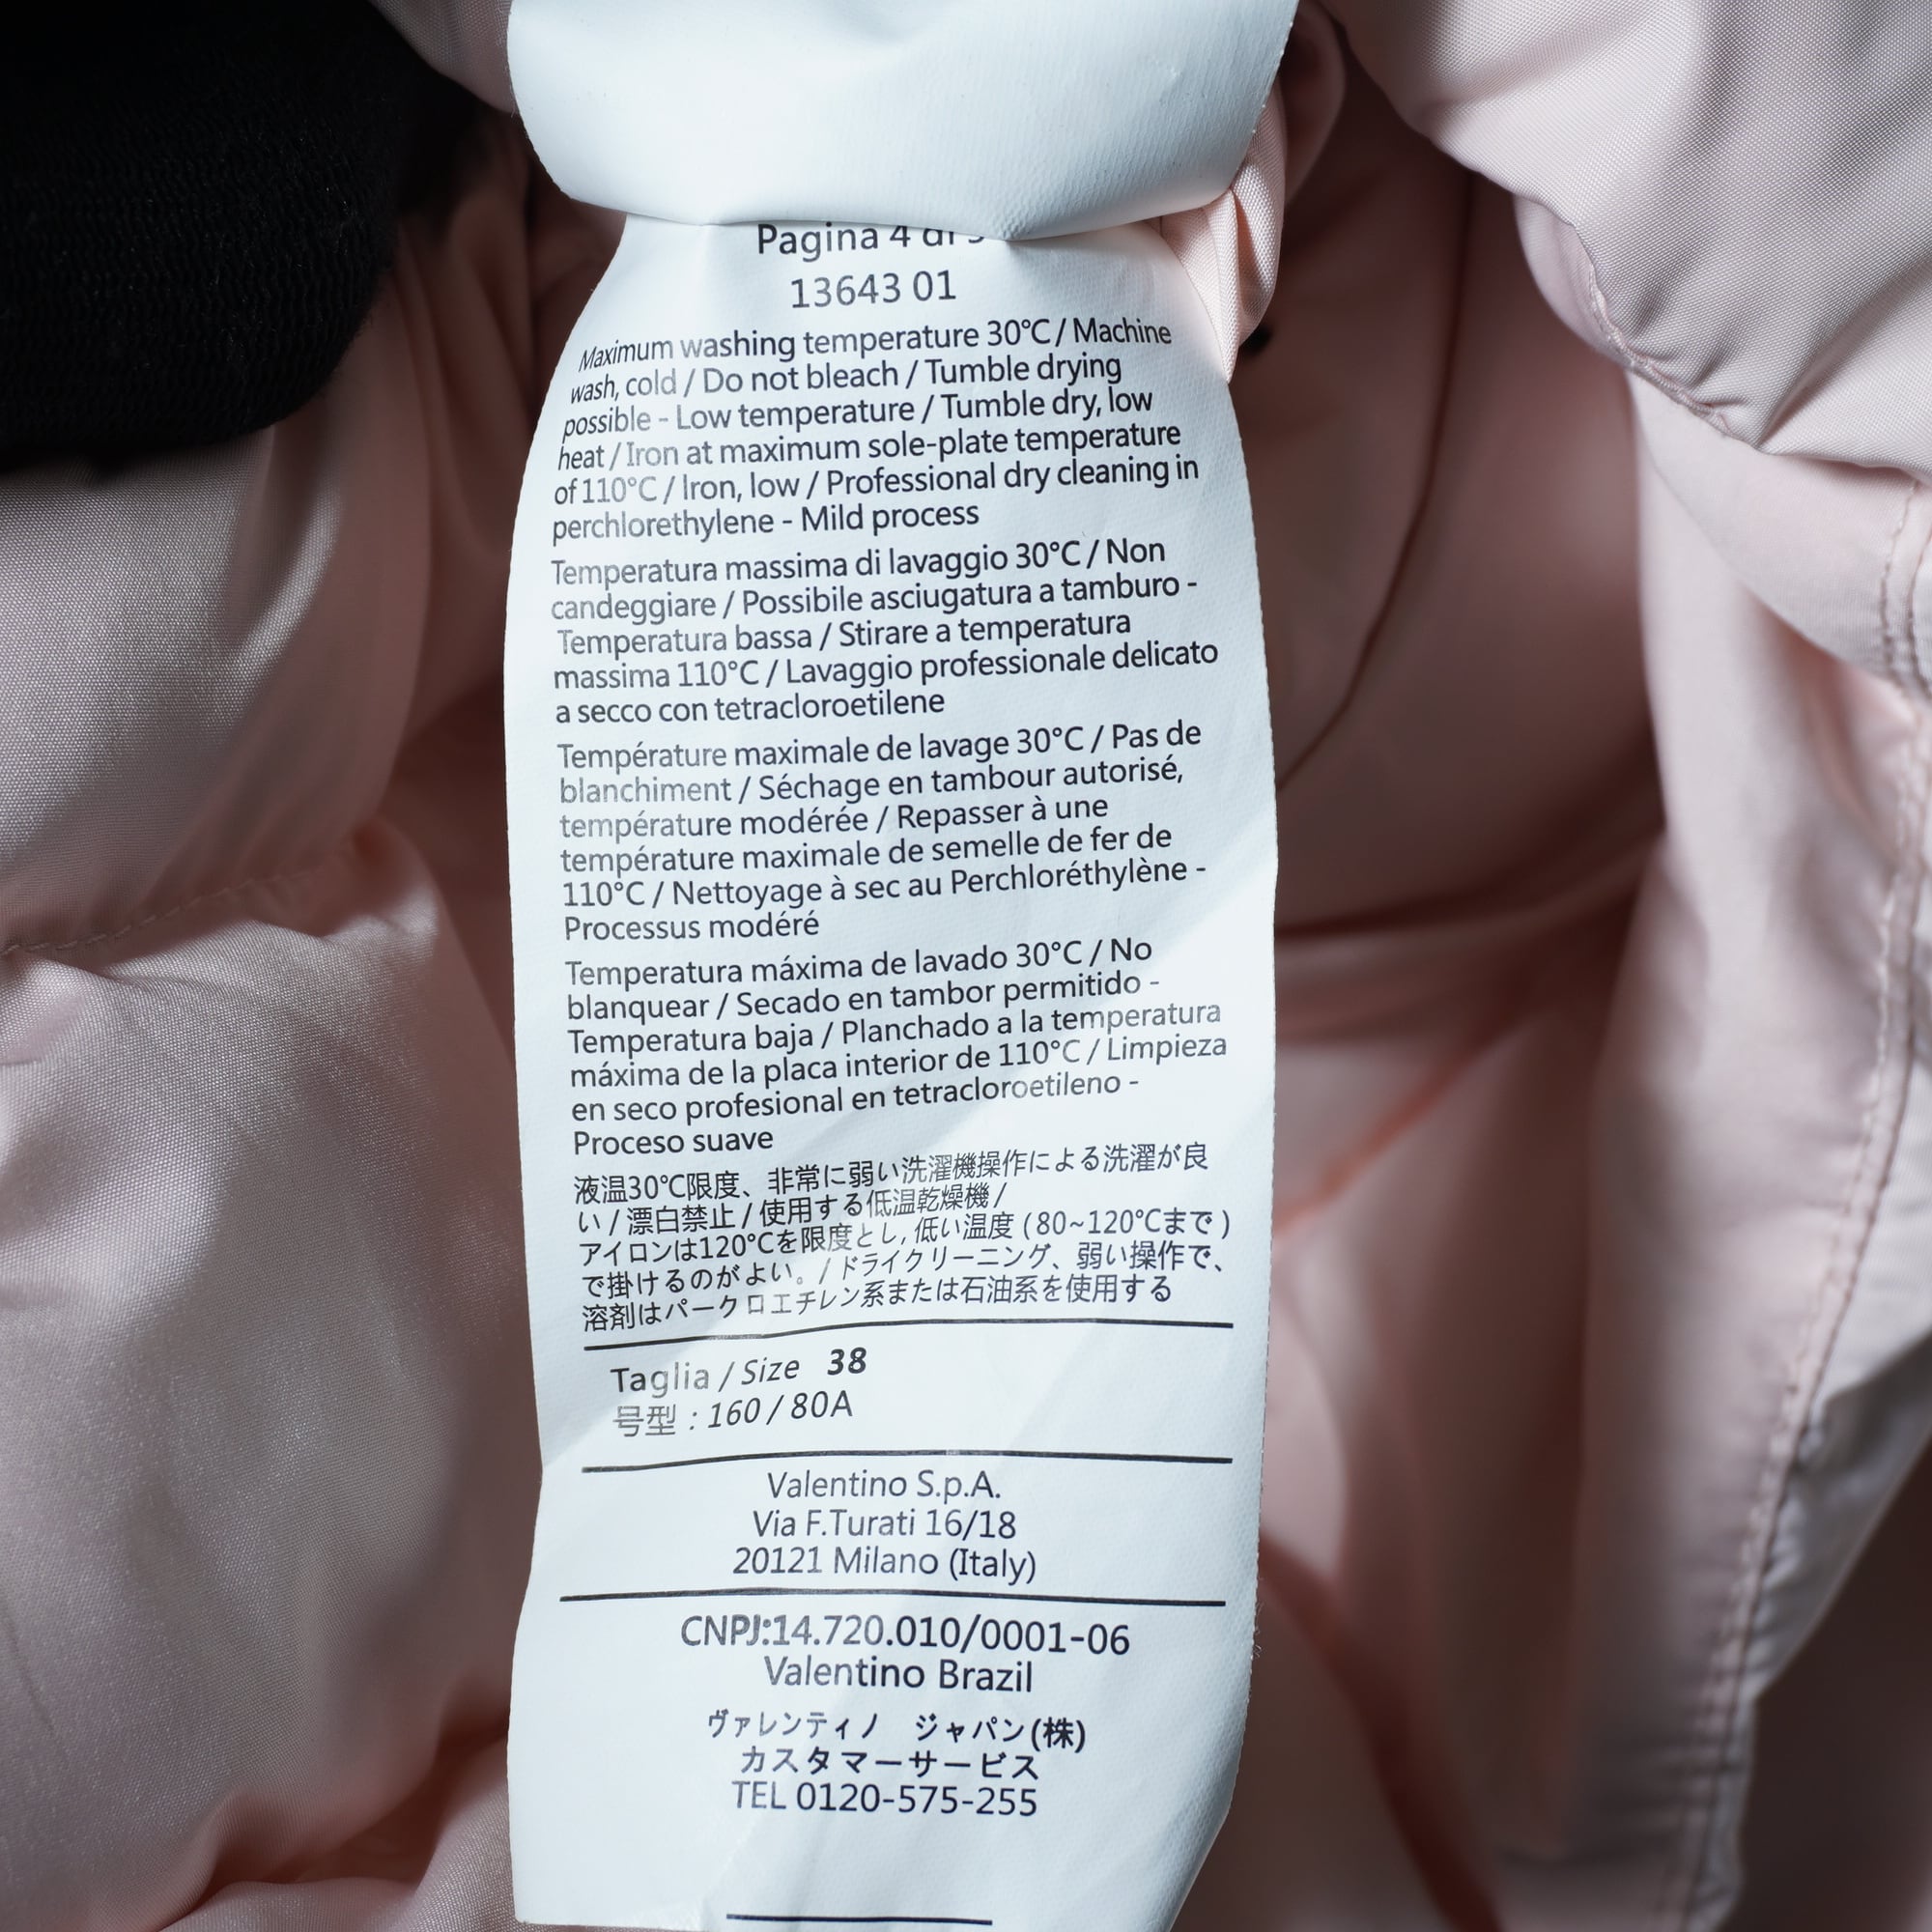 Pagina 4 di
13643 01
Maximum washing temperature 30°C / Machine
wash, cold / Do not bleach / Tumble drying
possible - Low temperature / Tumble dry, low
heat / Iron at maximum sole-plate temperature
of 110°C / Iron, low / Professional dry cleaning in
perchlorethylene - Mild process
Temperatura massima di lavaggio 30°C / Non
candeggiare / Possibile asciugatura a tamburo -
Temperatura bassa / Stirare a temperatura
massima 110°C / Lavaggio professionale delicato
a secco con tetracloroetilene
Température maximale de lavage 30°C / Pas de
blanchiment / Séchage en tambour autorisé,
température modérée / Repasser à une
température maximale de semelle de fer de
110°C / Nettoyage à sec au Perchloréthylène -
Processus modéré
Temperatura máxima de lavado 30°C / No
blanquear / Secado en tambor permitido -
Temperatura baja / Planchado a la temperatura
máxima de la placa interior de 110°C / Limpieza
en seco profesional en tetracloroetileno -
Proceso suave
液温30℃限度、非常に弱い洗濯機操作による洗濯が良
い / 漂白禁止 / 使用する低温乾燥機 /
アイロンは120℃を限度とし, 低い温度 ( 80~120℃まで )
で掛けるのがよい。/ ドライクリーニング、弱い操作で、
溶剤はパークロエチレン系または石油系を使用する
Taglia / Size 38
号型 : 160 / 80A
Valentino S.p.A.
Via F.Turati 16/18
20121 Milano (Italy)
CNPJ:14.720.010/0001-06
Valentino Brazil
ヴァレンティノ　ジャパン(株)
カスタマーサービス
TEL 0120-575-255